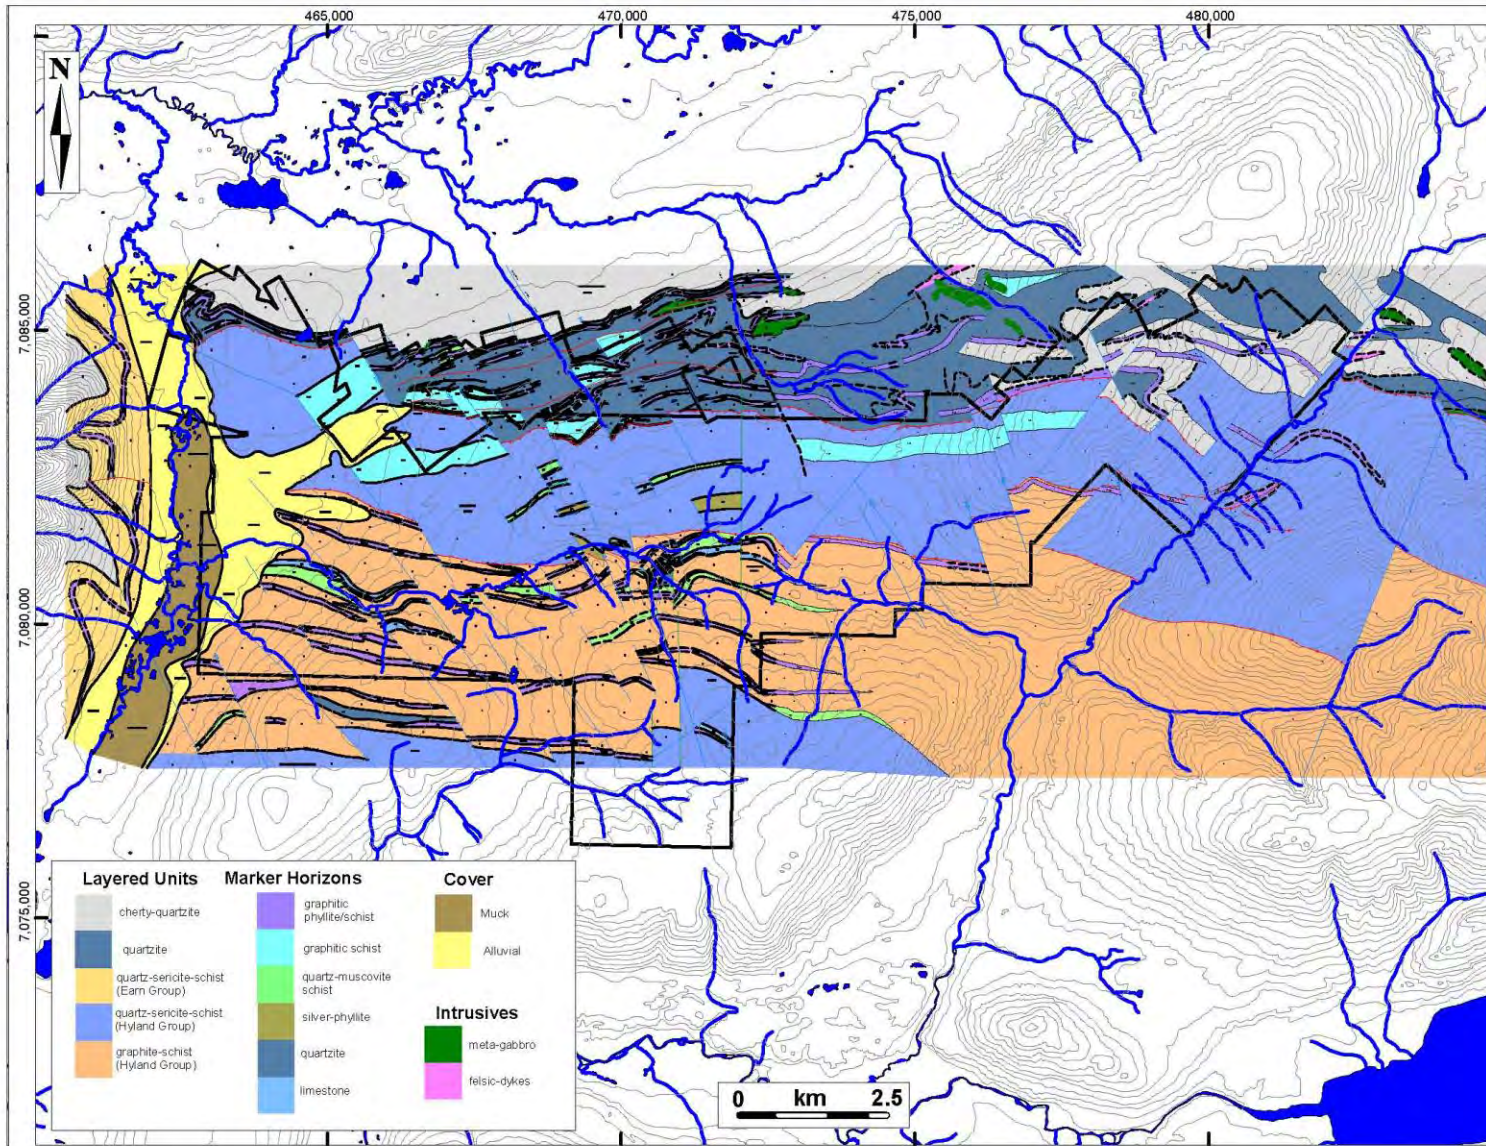 465,000 470,000 475,000 480,000
N
7,085,000
7,080,000
7,075,000
Layered Units
cherty-quartzite
quartzite
quartz-sericite-schist
(Earn Group)
quartz-sericite-schist
(Hyland Group)
graphite-schist
(Hyland Group)
Marker Horizons
graphitic
phyllite/schist
graphitic schist
quartz-muscovite
schist
silver-phyllite
quartzite
limestone
Cover
Muck
Alluvial
Intrusives
meta-gabbro
felsic-dykes
0 km 2.5